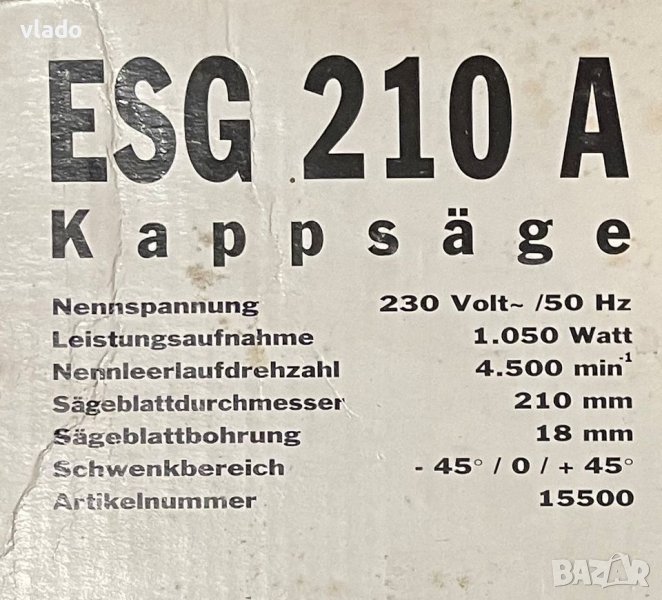 vlado
ESG 210 A
Kappsäge
Nennspannung 230 Volt~ /50 Hz
Leistungsaufnahme 1.050 Watt
Nennleerlaufdrehzahl 4.500 min-1
Sägeblattdurchmesser 210 mm
Sägeblattbohrung 18 mm
Schwenkbereich - 45° / 0 / + 45°
Artikelnummer 15500
BAZAR